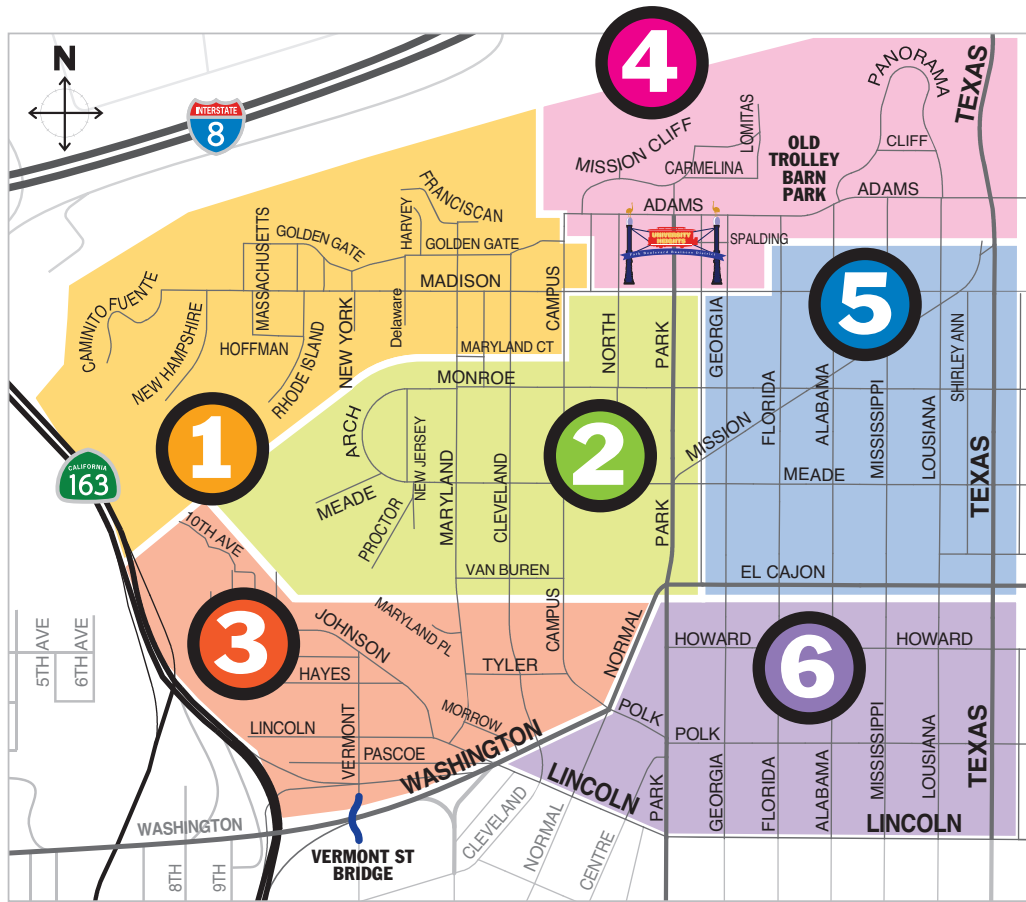 N
INTERSTATE
8
4
PANORAMA
TEXAS
MISSION CLIFF
LOMITAS
CARMELINA
OLD
TROLLEY
BARN
PARK
CLIFF
ADAMS
ADAMS
UNIVERSITY
HEIGHTS
Park Boulevard Business District
SPALDING
FRANCISCAN
HARVEY
MASSACHUSETTS
GOLDEN GATE
GOLDEN GATE
MADISON
CAMPUS
CAMINITO FUENTE
NEW HAMPSHIRE
HOFFMAN
RHODE ISLAND
NEW YORK
Delaware
MARYLAND CT
5
NORTH
PARK
GEORGIA
FLORIDA
ALABAMA
MISSISSIPPI
LOUSIANA
SHIRLEY ANN
TEXAS
MONROE
ARCH
NEW JERSEY
MARYLAND
CLEVELAND
2
MISSION
MEADE
MEADE
PROCTOR
PARK
1
CALIFORNIA
163
10TH AVE
VAN BUREN
EL CAJON
CAMPUS
NORMAL
3
JOHNSON
MARYLAND PL
TYLER
HAYES
5TH AVE
6TH AVE
LINCOLN
VERMONT
MORROW
PASCOE
WASHINGTON
6
HOWARD
HOWARD
POLK
POLK
PARK
GEORGIA
FLORIDA
ALABAMA
MISSISSIPPI
LOUSIANA
TEXAS
LINCOLN
LINCOLN
WASHINGTON
8TH
9TH
VERMONT ST
BRIDGE
CLEVELAND
NORMAL
CENTRE